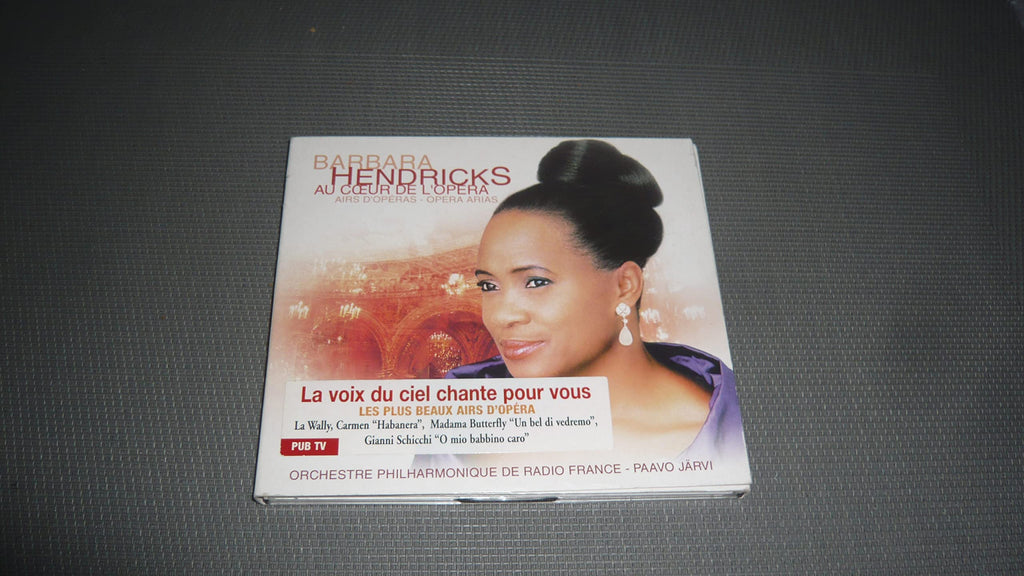 BARBARA
HENDRICKS
AU CŒUR DE L'OPERA
AIRS D'OPERAS - OPERA ARIAS
La voix du ciel chante pour vous
LES PLUS BEAUX AIRS D'OPÉRA
La Wally, Carmen "Habanera", Madama Butterfly "Un bel di vedremo",
Gianni Schicchi "O mio babbino caro"
PUB TV
ORCHESTRE PHILHARMONIQUE DE RADIO FRANCE - PAAVO JÄRVI